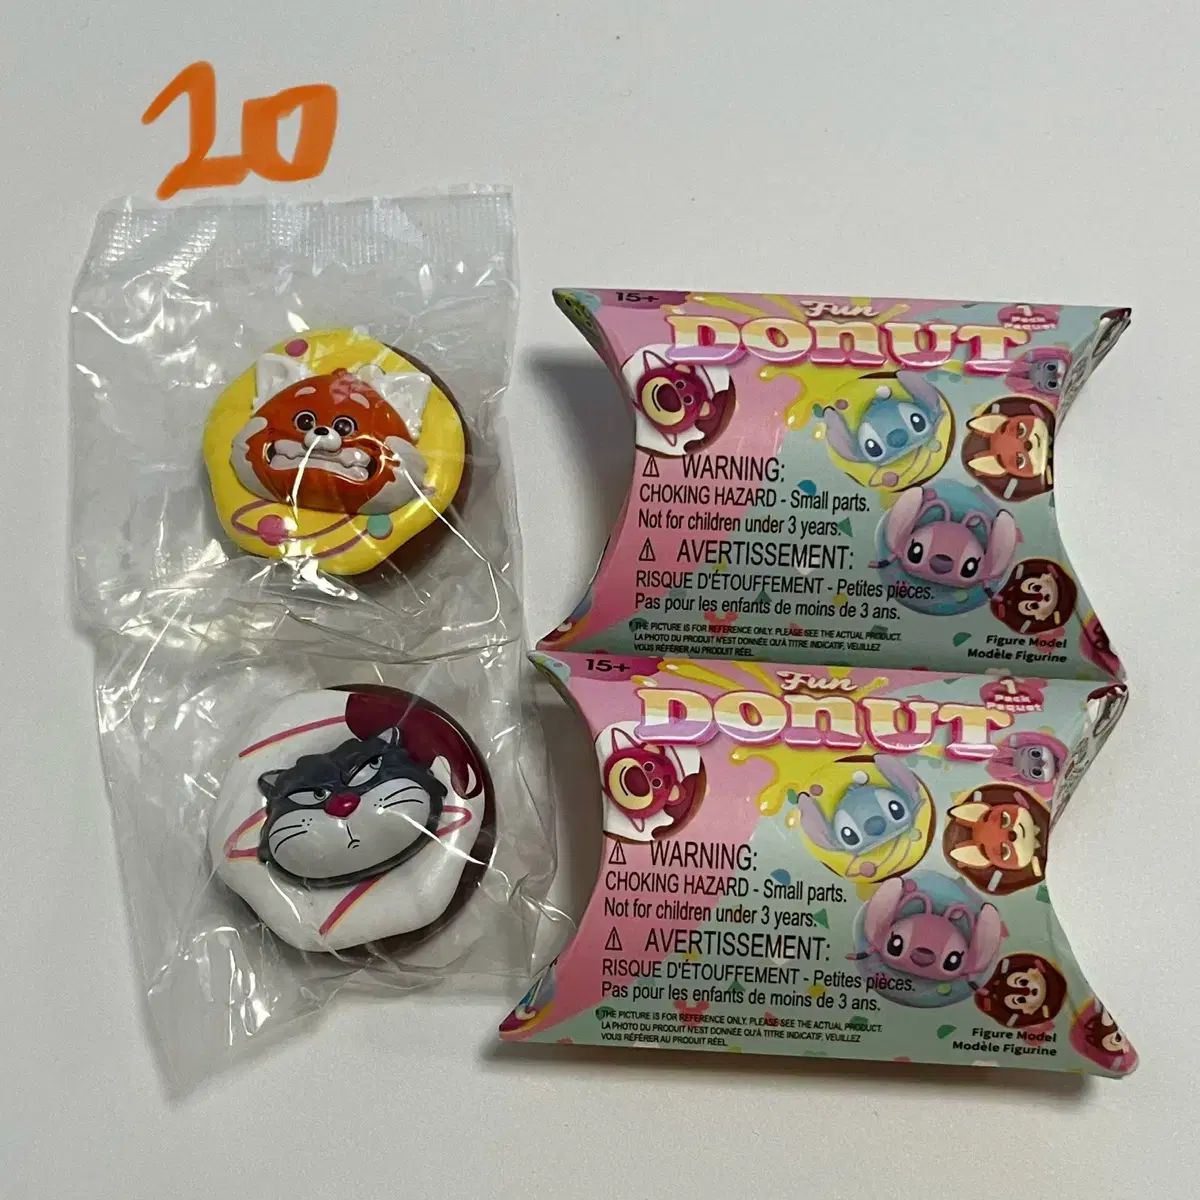 20
15+
Fun
DONUT
1
Pack
Paquet
WARNING:
CHOKING HAZARD - Small parts.
Not for children under 3 years.
AVERTISSEMENT:
RISQUE D'ÉTOUFFEMENT - Petites pièces.
Pas pour les enfants de moins de 3 ans.
THE PICTURE IS FOR REFERENCE ONLY. PLEASE SEE THE ACTUAL PRODUCT.
LA PHOTO DU PRODUIT N'EST DONNÉE QU'À TITRE INDICATIF, VEUILLEZ
VOUS RÉFÉRER AU PRODUIT RÉEL.
Figure Model
Modèle Figurine
15+
Fun
DONUT
1
Pack
Paquet
WARNING:
CHOKING HAZARD - Small parts.
Not for children under 3 years.
AVERTISSEMENT:
RISQUE D'ÉTOUFFEMENT - Petites pièces.
Pas pour les enfants de moins de 3 ans.
THE PICTURE IS FOR REFERENCE ONLY. PLEASE SEE THE ACTUAL PRODUCT.
LA PHOTO DU PRODUIT N'EST DONNÉE QU'À TITRE INDICATIF, VEUILLEZ
VOUS RÉFÉRER AU PRODUIT RÉEL.
Figure Model
Modèle Figurine